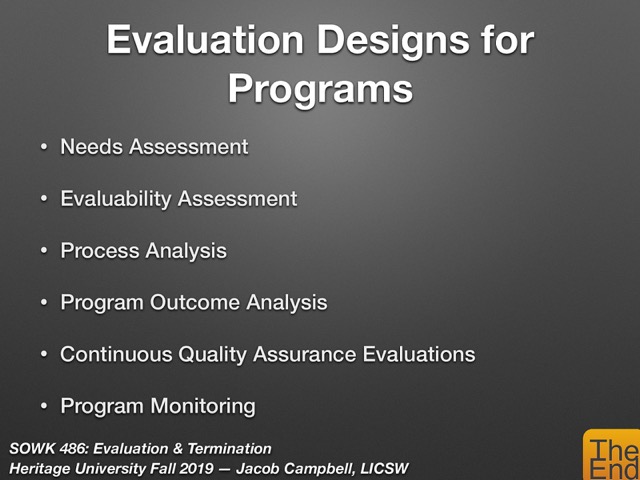 Evaluation Designs for
Programs
• Needs Assessment
• Evaluability Assessment
• Process Analysis
• Program Outcome Analysis
• Continuous Quality Assurance Evaluations
• Program Monitoring
SOWK 486: Evaluation & Termination
Heritage University Fall 2019 — Jacob Campbell, LICSW
The
End